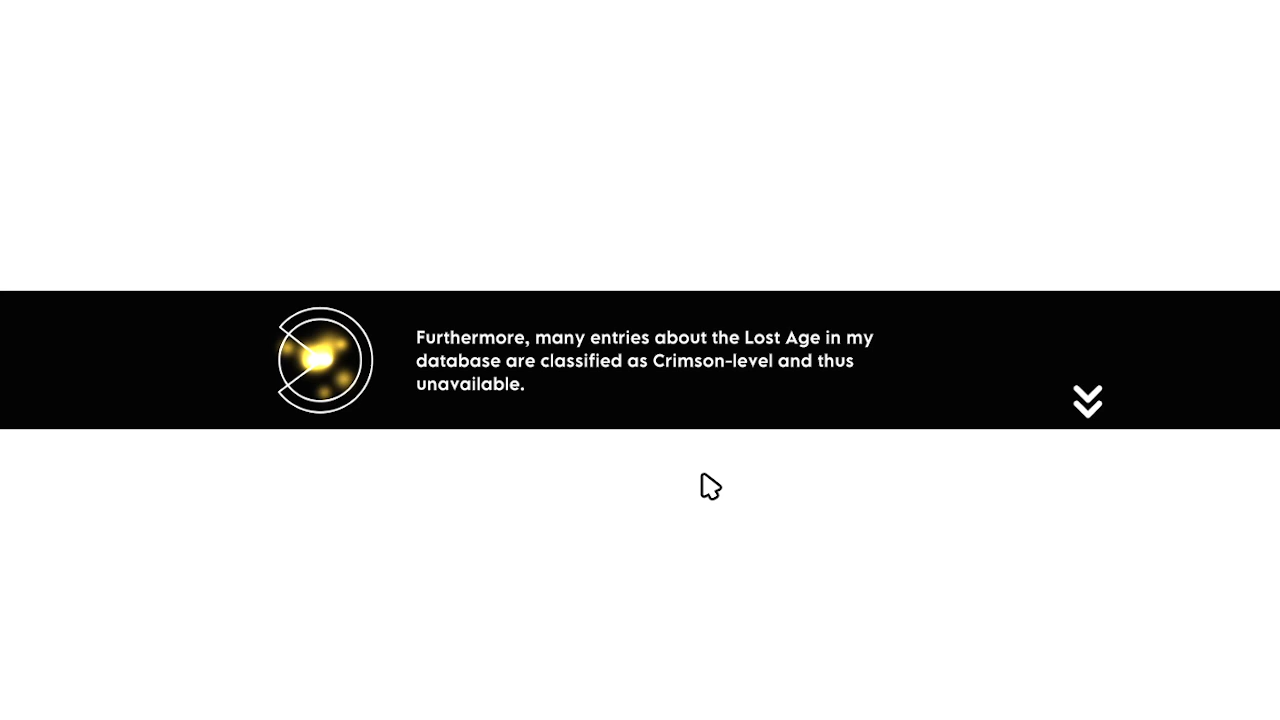 Furthermore, many entries about the Lost Age in my
database are classified as Crimson-level and thus
unavailable.